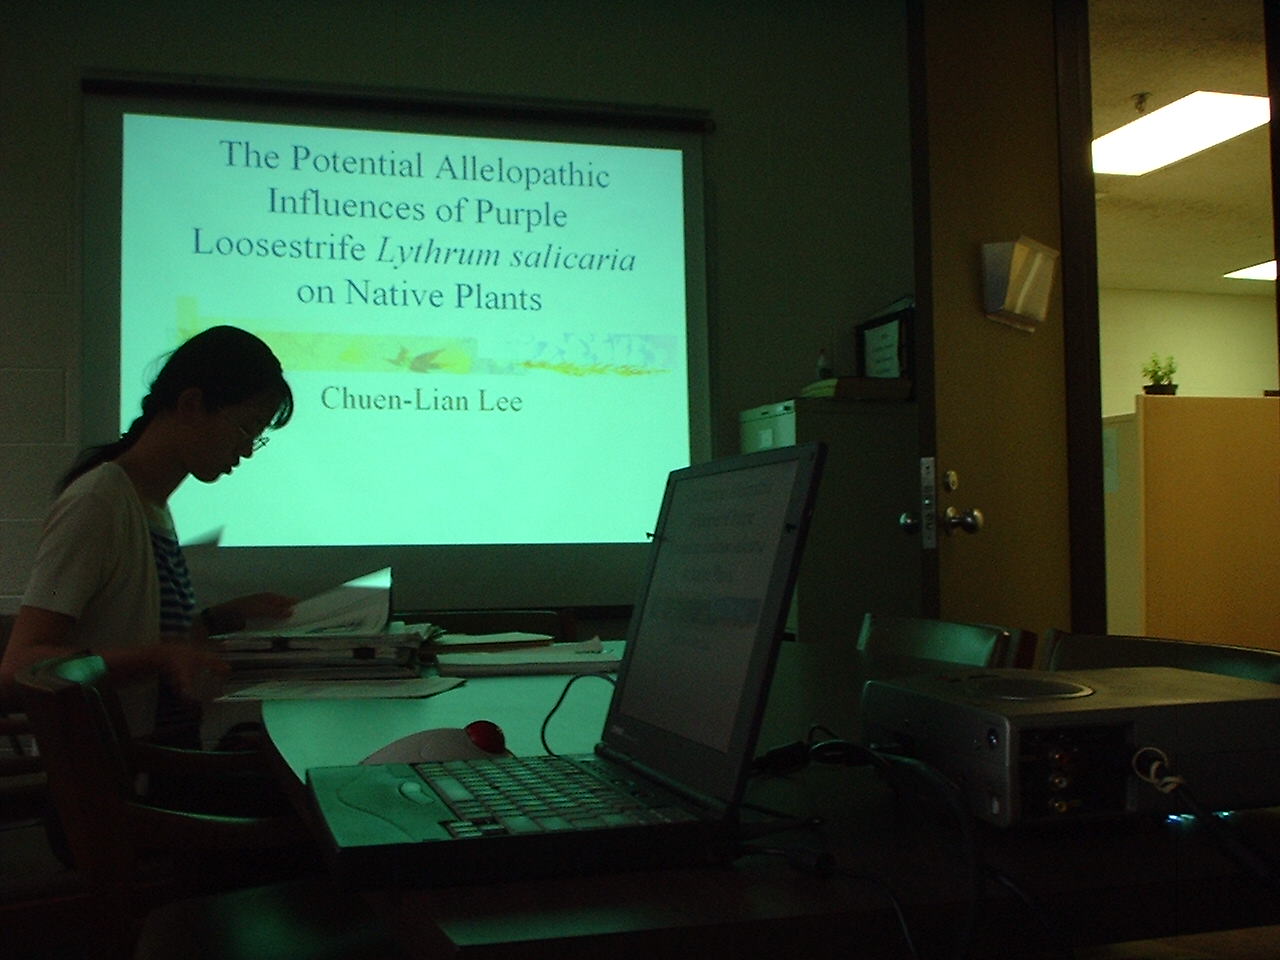 The Potential Allelopathic
Influences of Purple
Loosestrife Lythrum salicaria
on Native Plants
Chuen-Lian Lee